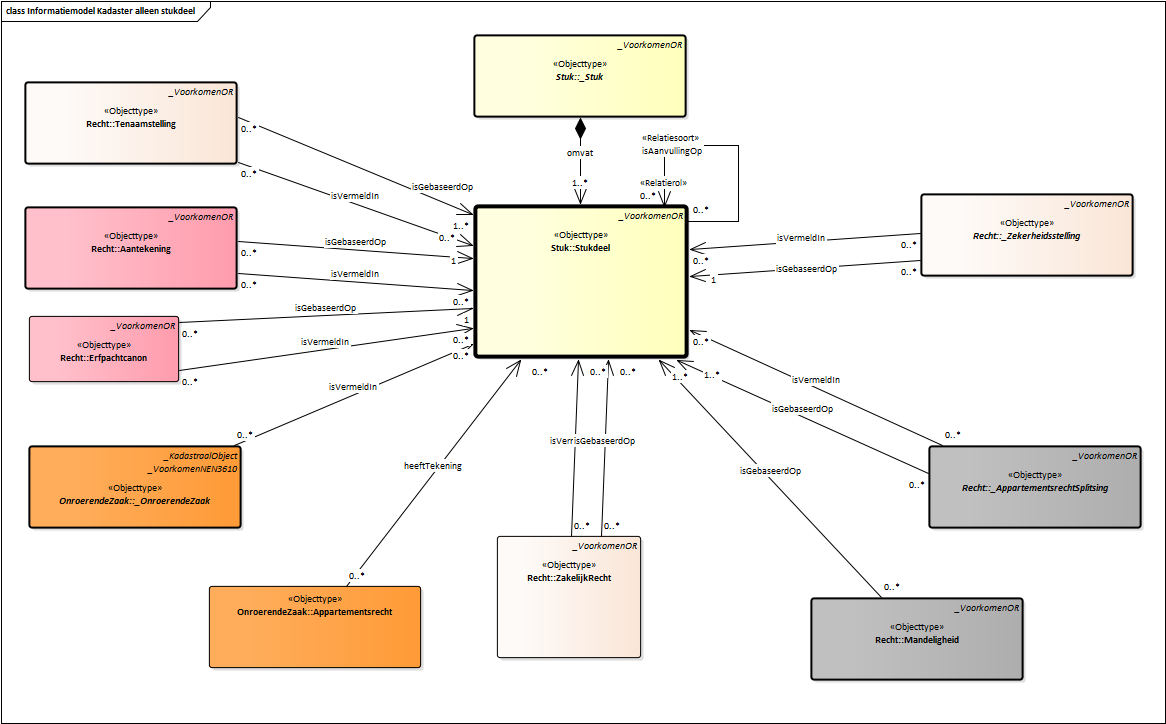 class Informatiemodel Kadaster alleen stukdeel
_VoorkomenOR
«Objecttype»
Stuk::_Stuk
omvat
1..*
«Relatiesoort»
isAanvullingOp
«Relatierol»
0..*
0..*
_VoorkomenOR
«Objecttype»
Recht::Tenaamstelling
0..*
isGebaseerdOp
1..*
0..*
isVermeldIn
0..*
_VoorkomenOR
«Objecttype»
Stuk::Stukdeel
_VoorkomenOR
«Objecttype»
Recht::_Zekerheidsstelling
0..*
isVermeldIn
0..*
0..*
isGebaseerdOp
1
_VoorkomenOR
«Objecttype»
Recht::Aantekening
0..*
isGebaseerdOp
1
0..*
isVermeldIn
0..*
_VoorkomenOR
«Objecttype»
Recht::Erfpachtcanon
0..*
isGebaseerdOp
1
0..*
isVermeldIn
0..*
0..*
isVermeldIn
0..*
_KadastraalObject
_VoorkomenNEN3610
«Objecttype»
OnroerendeZaak::_OnroerendeZaak
0..*
heeftTekening
0..*
«Objecttype»
OnroerendeZaak::Appartementsrecht
0..*
0..*
isVerr
isGebaseerdOp
0..*
0..*
_VoorkomenOR
«Objecttype»
Recht::ZakelijkRecht
1..*
isGebaseerdOp
0..*
_VoorkomenOR
«Objecttype»
Recht::Mandeligheid
0..*
isVermeldIn
0..*
1..*
isGebaseerdOp
0..*
_VoorkomenOR
«Objecttype»
Recht::_AppartementsrechtSplitsing